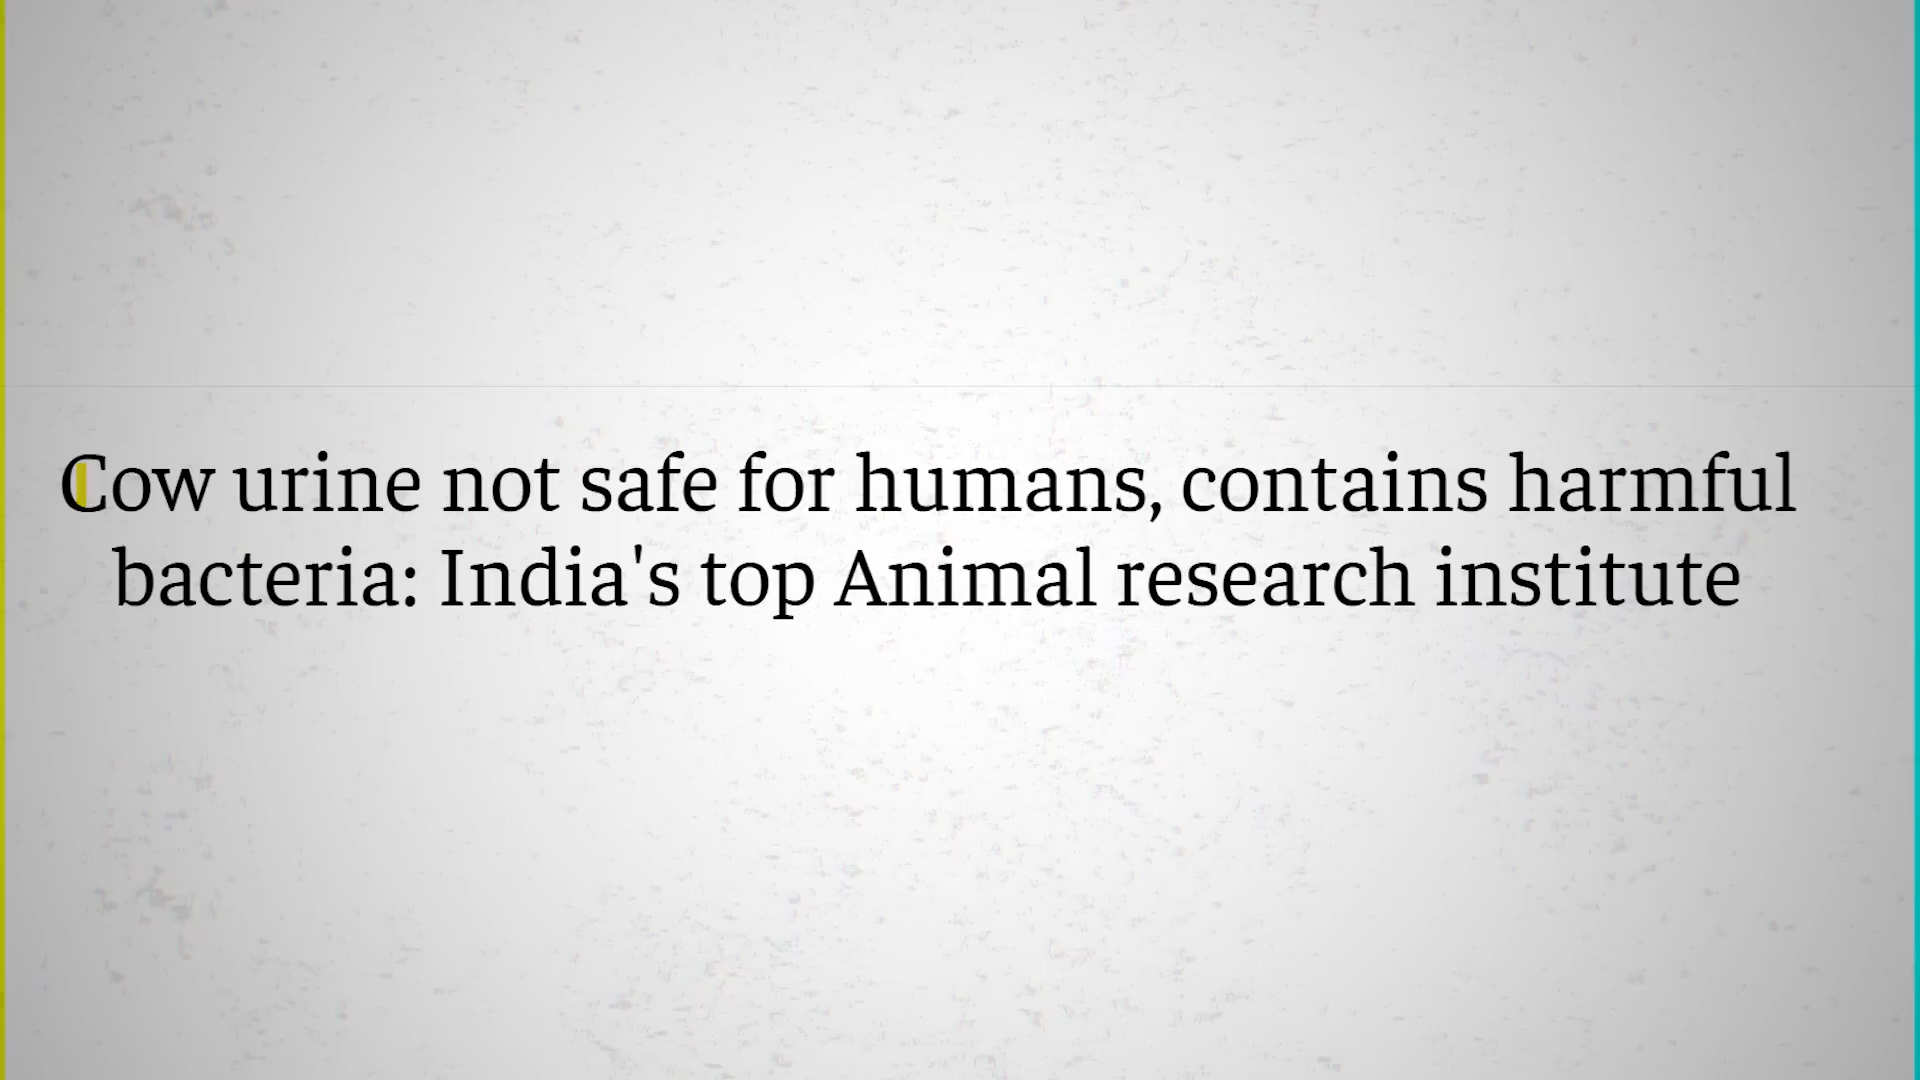 Cow urine not safe for humans, contains harmful
bacteria: India's top Animal research institute